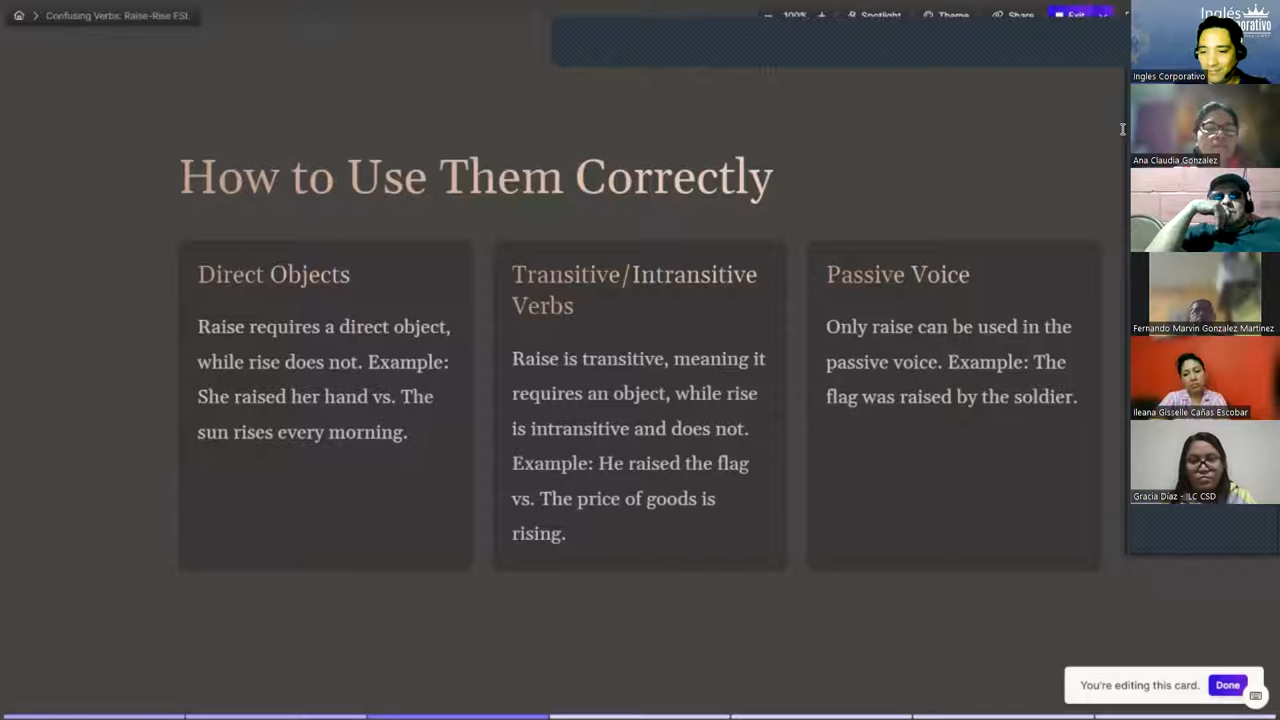 Confusing Verbs: Raise-Rise ESL
100%
Spotlight
Theme
Share
Exit
Inglés
Corporativo
Ingles Corporativo
Ana Claudia Gonzalez
Fernando Marvin Gonzalez Martinez
Ileana Gisselle Cañas Escobar
Gracia Díaz - ILC CSD
How to Use Them Correctly
Direct Objects
Raise requires a direct object,
while rise does not. Example:
She raised her hand vs. The
sun rises every morning.
Transitive/Intransitive
Verbs
Raise is transitive, meaning it
requires an object, while rise
is intransitive and does not.
Example: He raised the flag
vs. The price of goods is
rising.
Passive Voice
Only raise can be used in the
passive voice. Example: The
flag was raised by the soldier.
You're editing this card.
Done